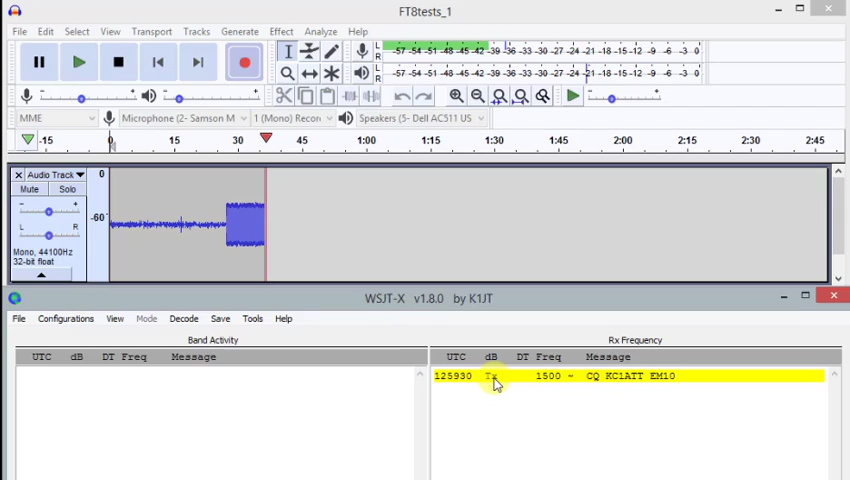 FT8tests_1
File Edit Select View Transport Tracks Generate Effect Analyze Help
L R -57 -54 -51 -48 -45 -42 -39 -36 -33 -30 -27 -24 -21 -18 -15 -12 -9 -6 -3 0
L R -57 -54 -51 -48 -45 -42 -39 -36 -33 -30 -27 -24 -21 -18 -15 -12 -9 -6 -3 0
MME Microphone (2- Samson M 1 (Mono) Recor Speakers (5- Dell AC511 US
-15 0 15 30 1:00 1:15 1:30 1:45 2:00 2:15 2:30 2:45
Audio Track
Mute Solo
- +
L R
Mono, 44100Hz
32-bit float
0
-60
WSJT-X v1.8.0 by K1JT
File Configurations View Mode Decode Save Tools Help
Band Activity
UTC dB DT Freq Message
Rx Frequency
UTC dB DT Freq Message
125930 Tx 1500 ~ CQ KC1ATT EM10